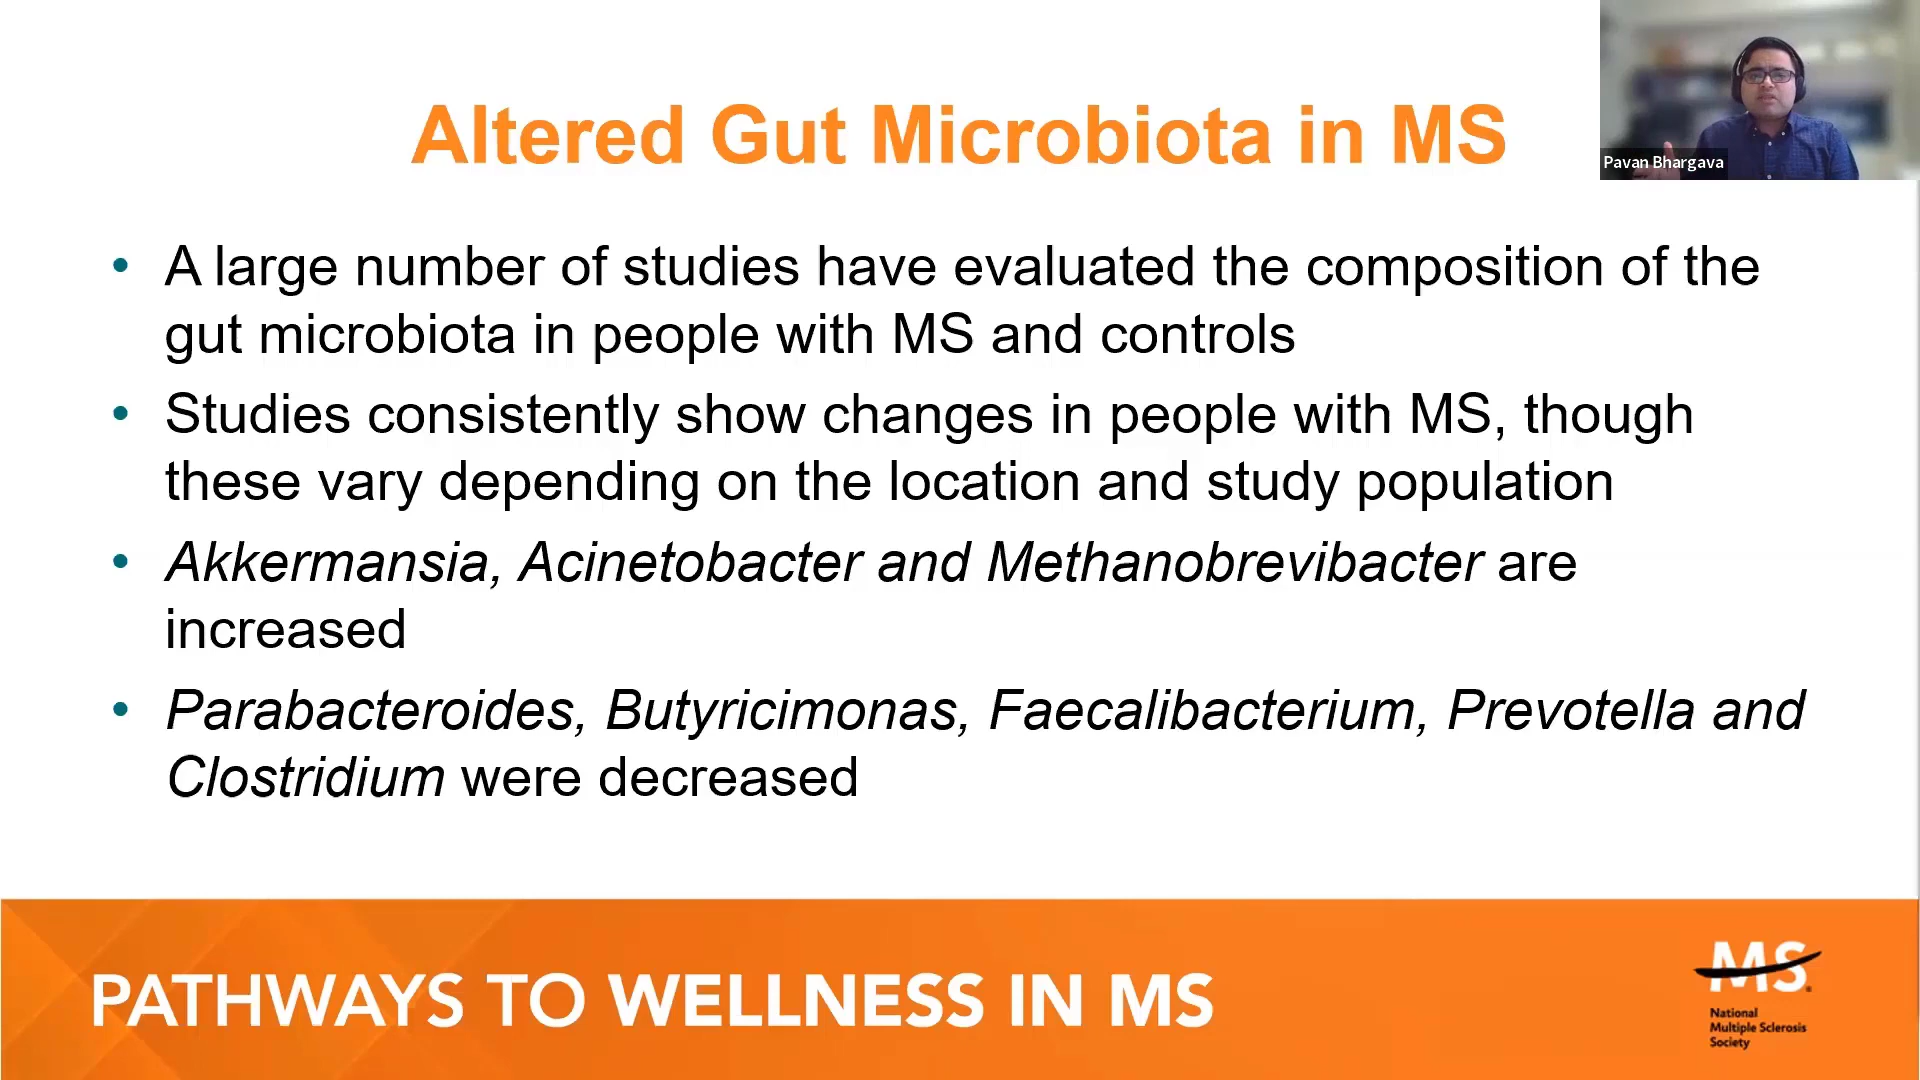 Altered Gut Microbiota in MS
Pavan Bhargava
• A large number of studies have evaluated the composition of the
gut microbiota in people with MS and controls
• Studies consistently show changes in people with MS, though
these vary depending on the location and study population
• Akkermansia, Acinetobacter and Methanobrevibacter are
increased
• Parabacteroides, Butyricimonas, Faecalibacterium, Prevotella and
Clostridium were decreased
PATHWAYS TO WELLNESS IN MS
MS
National
Multiple Sclerosis
Society